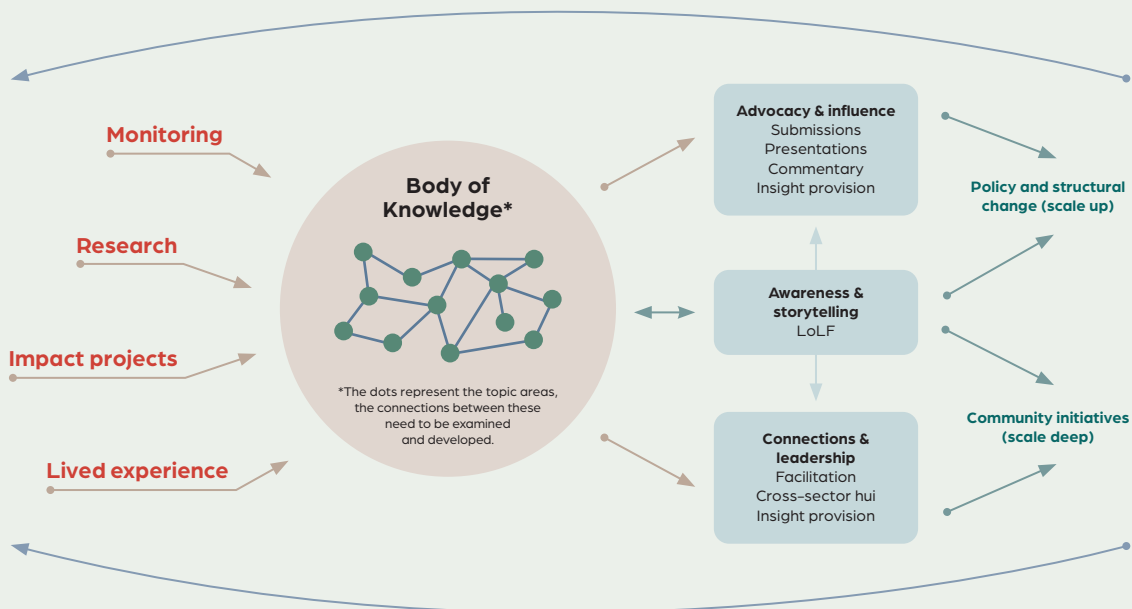 Monitoring
Research
Impact projects
Lived experience
Body of
Knowledge*
*The dots represent the topic areas,
the connections between these
need to be examined
and developed.
Advocacy & influence
Submissions
Presentations
Commentary
Insight provision
Awareness &
storytelling
LoLF
Connections &
leadership
Facilitation
Cross-sector hui
Insight provision
Policy and structural
change (scale up)
Community initiatives
(scale deep)